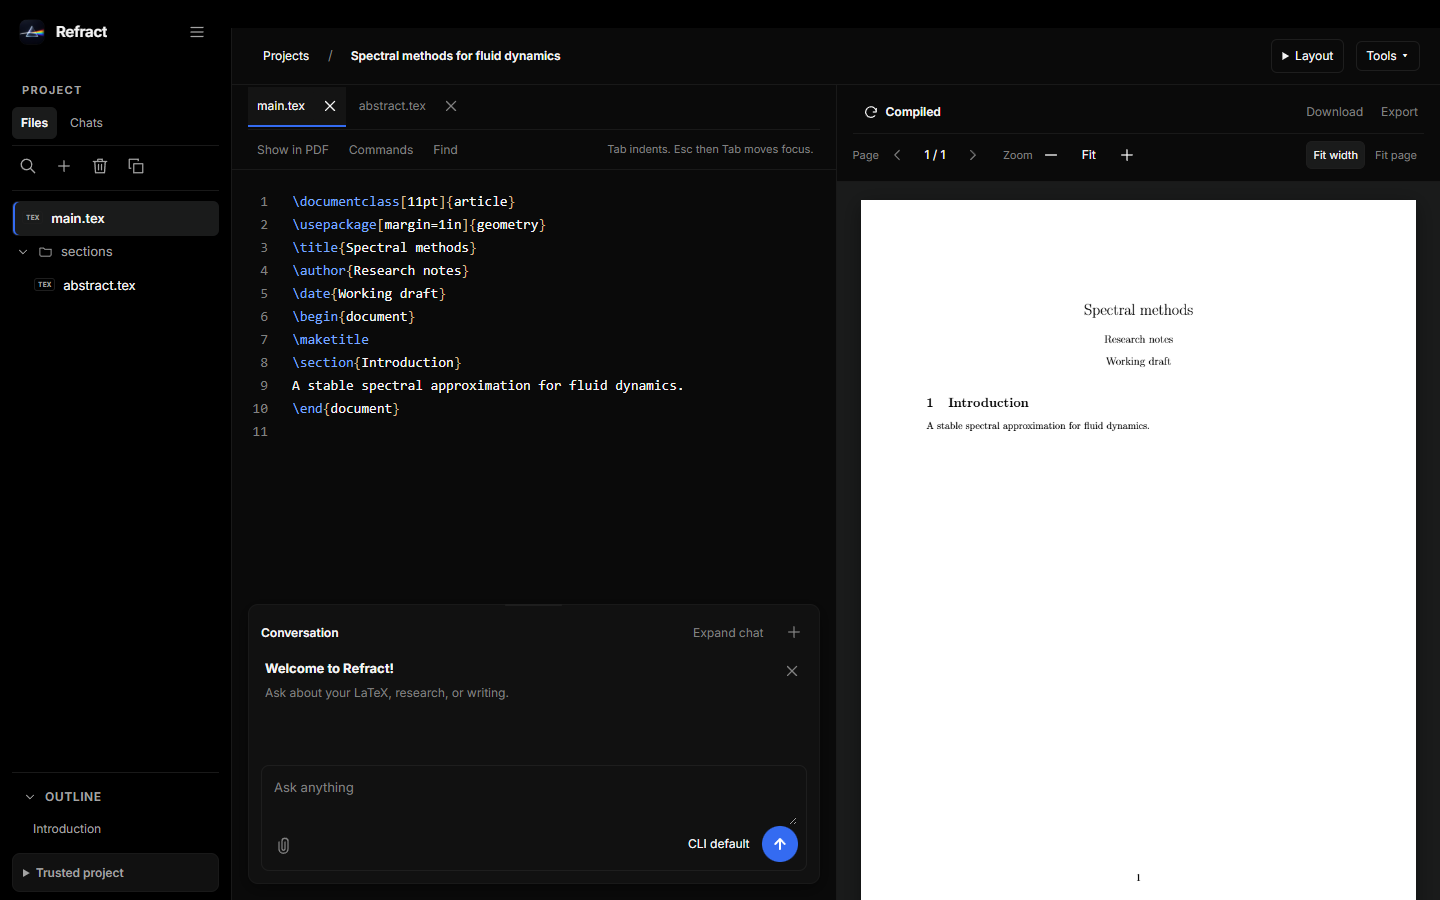 Refract
PROJECT
Files Chats
TEX main.tex
sections
TEX abstract.tex
OUTLINE
Introduction
Trusted project
Projects / Spectral methods for fluid dynamics
Layout Tools
main.tex abstract.tex
Show in PDF Commands Find Tab indents. Esc then Tab moves focus.
1 \documentclass[11pt]{article}
2 \usepackage[margin=1in]{geometry}
3 \title{Spectral methods}
4 \author{Research notes}
5 \date{Working draft}
6 \begin{document}
7 \maketitle
8 \section{Introduction}
9 A stable spectral approximation for fluid dynamics.
10 \end{document}
11
Conversation Expand chat
Welcome to Refract!
Ask about your LaTeX, research, or writing.
Ask anything
CLI default
Compiled Download Export
Page 1 / 1 Zoom Fit Fit width Fit page
Spectral methods
Research notes
Working draft
1 Introduction
A stable spectral approximation for fluid dynamics.
1